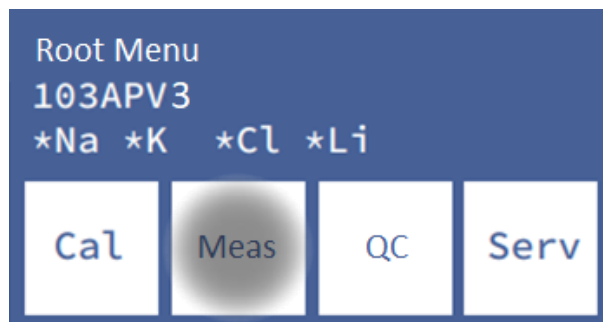 Root Menu
103APV3
*Na *K *Cl *Li
Cal Meas QC Serv